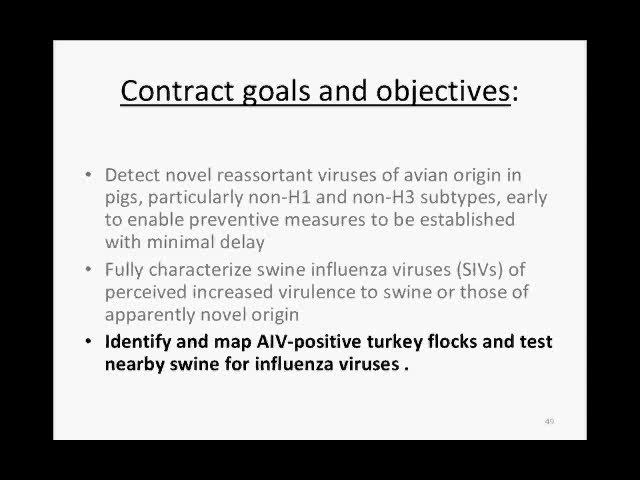 Contract goals and objectives:
• Detect novel reassortant viruses of avian origin in
pigs, particularly non-H1 and non-H3 subtypes, early
to enable preventive measures to be established
with minimal delay
• Fully characterize swine influenza viruses (SIVs) of
perceived increased virulence to swine or those of
apparently novel origin
• Identify and map AIV-positive turkey flocks and test
nearby swine for influenza viruses .
49